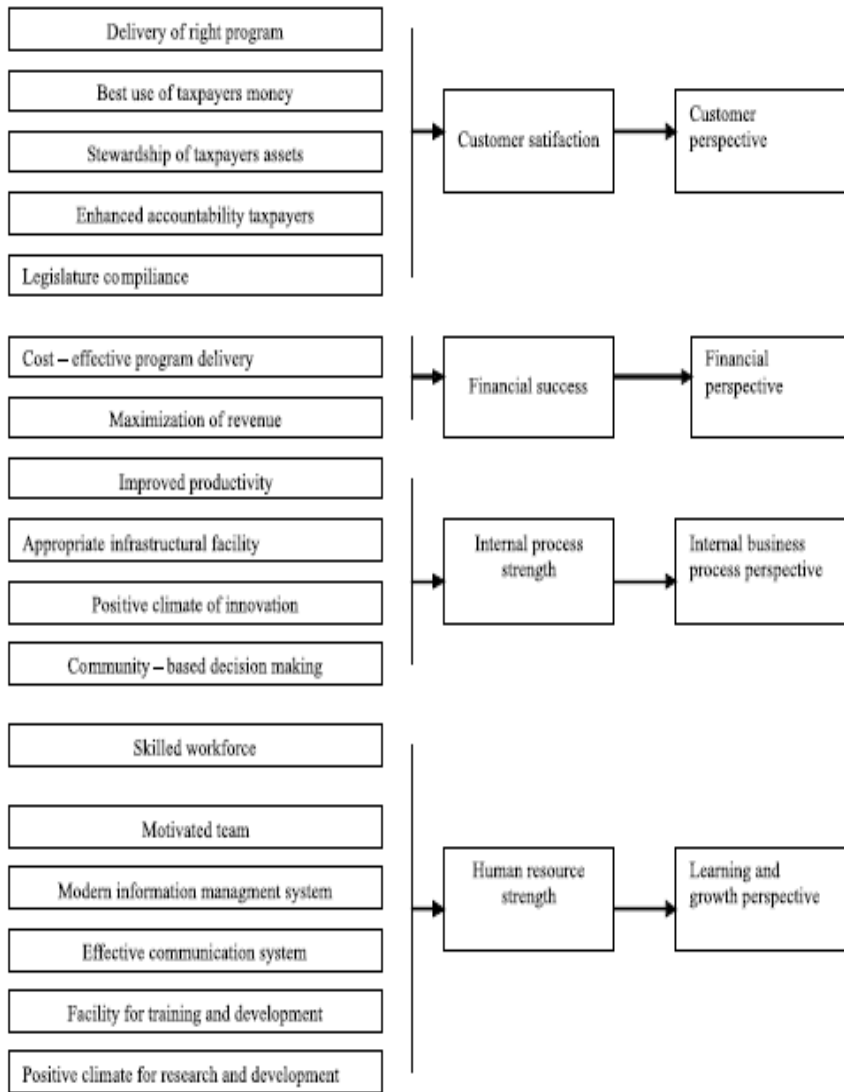 Delivery of right program
Best use of taxpayers money
Stewardship of taxpayers assets
Enhanced accountability taxpayers
Legislature compiliance
Customer satifaction
Customer
perspective
Cost – effective program delivery
Maximization of revenue
Financial success
Financial
perspective
Improved productivity
Appropriate infrastructural facility
Positive climate of innovation
Community – based decision making
Internal process
strength
Internal business
process perspective
Skilled workforce
Motivated team
Modern information managment system
Effective communication system
Facility for training and development
Positive climate for research and development
Human resource
strength
Learning and
growth perspective